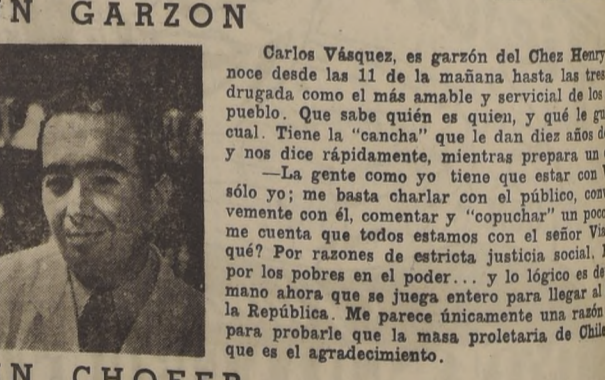 N GARZON
Carlos Vásquez, es garzón del Chez Henry
noce desde las 11 de la mañana hasta las tres
drugada como el más amable y servicial de los
pueblo. Que sabe quién es quien, y qué le gu
cual. Tiene la "cancha" que le dan diez años d
y nos dice rápidamente, mientras prepara un
—La gente como yo tiene que estar con
sólo yo; me basta charlar con el público, con
vemente con él, comentar y "copuchar" un poco
me cuenta que todos estamos con el señor Vi
qué? Por razones de estricta justicia social.
por los pobres en el poder... y lo lógico es de
mano ahora que se juega entero para llegar al
la República. Me parece únicamente una razón
para probarle que la masa proletaria de Chile
que es el agradecimiento.
N CHOFER